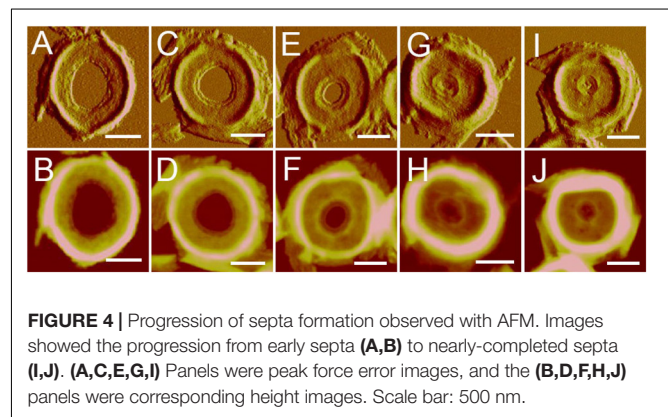 A C E G I
B D F H J
FIGURE 4 | Progression of septa formation observed with AFM. Images
showed the progression from early septa (A,B) to nearly-completed septa
(I,J). (A,C,E,G,I) Panels were peak force error images, and the (B,D,F,H,J)
panels were corresponding height images. Scale bar: 500 nm.